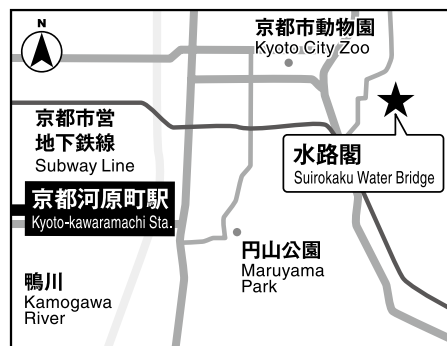 N
京都市動物園
Kyoto City Zoo
京都市営
地下鉄線
Subway Line
水路閣
Suirokaku Water Bridge
京都河原町駅
Kyoto-kawaramachi Sta.
円山公園
Maruyama
Park
鴨川
Kamogawa
River